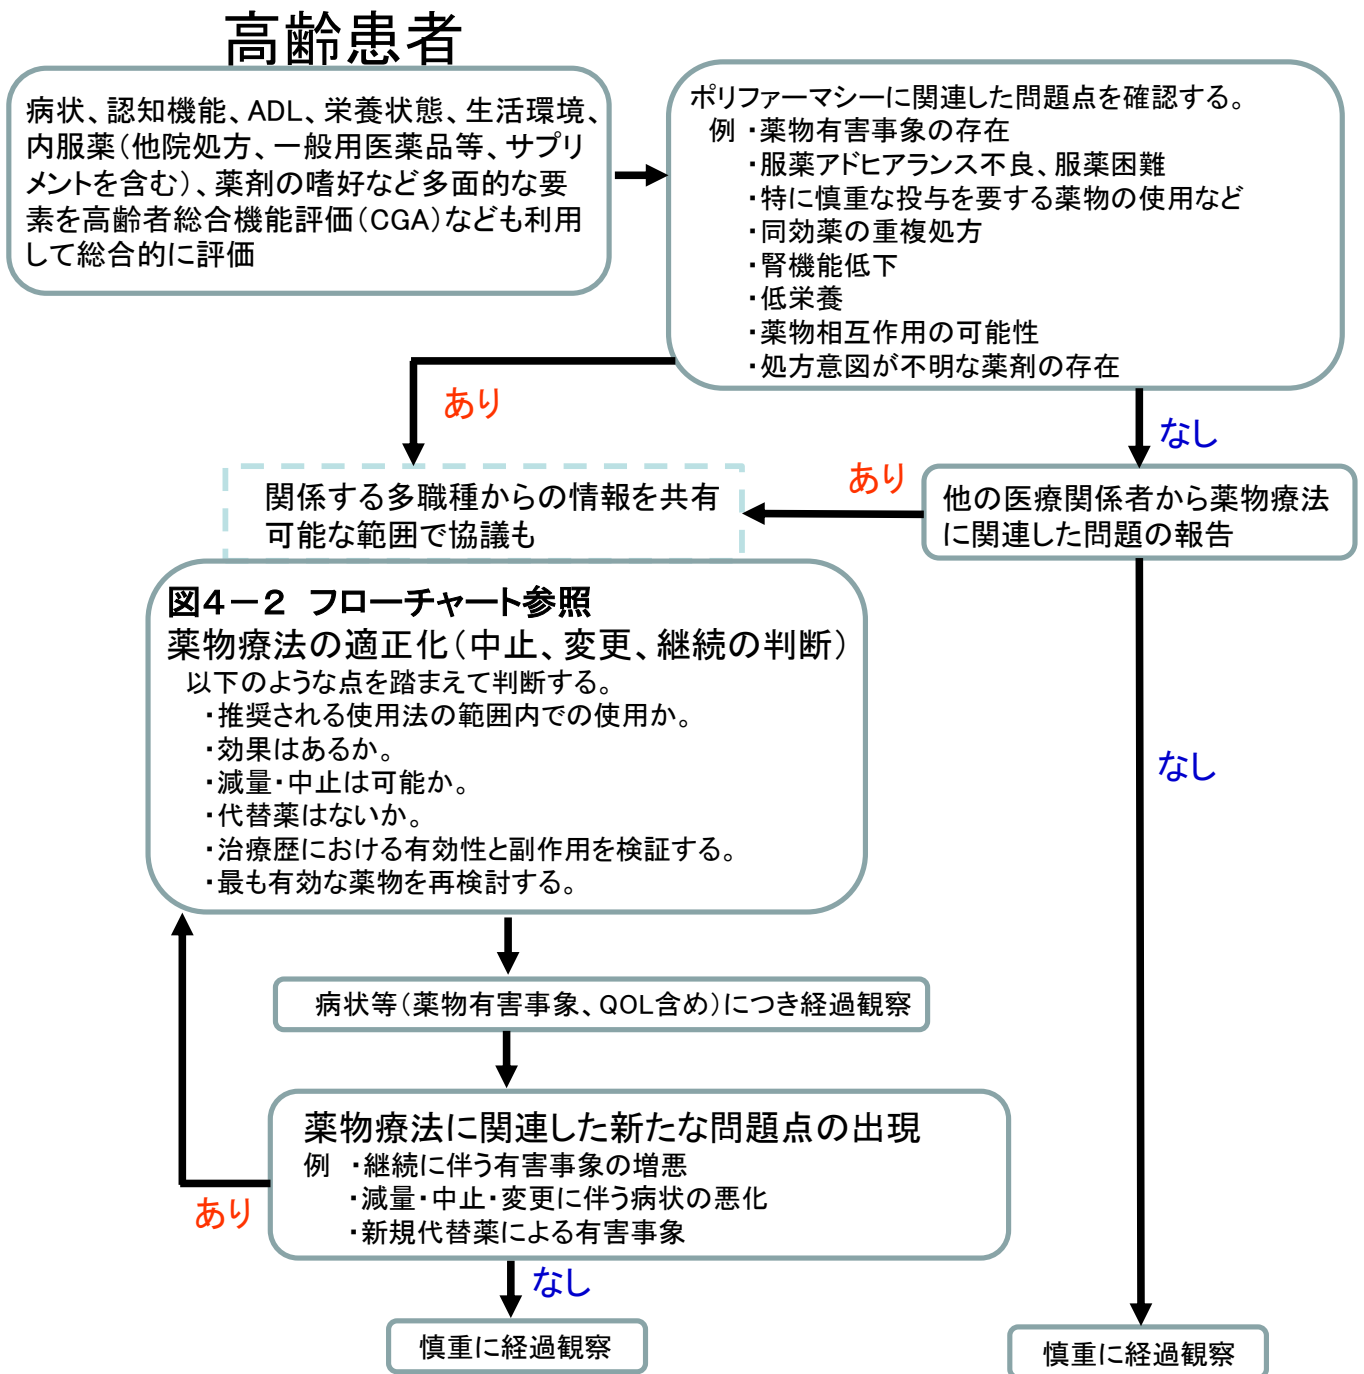 高齢患者
病状、認知機能、ADL、栄養状態、生活環境、
内服薬(他院処方、一般用医薬品等、サプリ
メントを含む)、薬剤の嗜好など多面的な要
素を高齢者総合機能評価(CGA)なども利用
して総合的に評価
ポリファーマシーに関連した問題点を確認する。
例 ・薬物有害事象の存在
・服薬アドヒアランス不良、服薬困難
・特に慎重な投与を要する薬物の使用など
・同効薬の重複処方
・腎機能低下
・低栄養
・薬物相互作用の可能性
・処方意図が不明な薬剤の存在
あり
なし
あり
関係する多職種からの情報を共有
可能な範囲で協議も
他の医療関係者から薬物療法
に関連した問題の報告
図4-2 フローチャート参照
薬物療法の適正化(中止、変更、継続の判断)
以下のような点を踏まえて判断する。
・推奨される使用法の範囲内での使用か。
・効果はあるか。
・減量・中止は可能か。
・代替薬はないか。
・治療歴における有効性と副作用を検証する。
・最も有効な薬物を再検討する。
なし
病状等(薬物有害事象、QOL含め)につき経過観察
薬物療法に関連した新たな問題点の出現
例 ・継続に伴う有害事象の増悪
・減量・中止・変更に伴う病状の悪化
・新規代替薬による有害事象
あり
なし
慎重に経過観察
慎重に経過観察